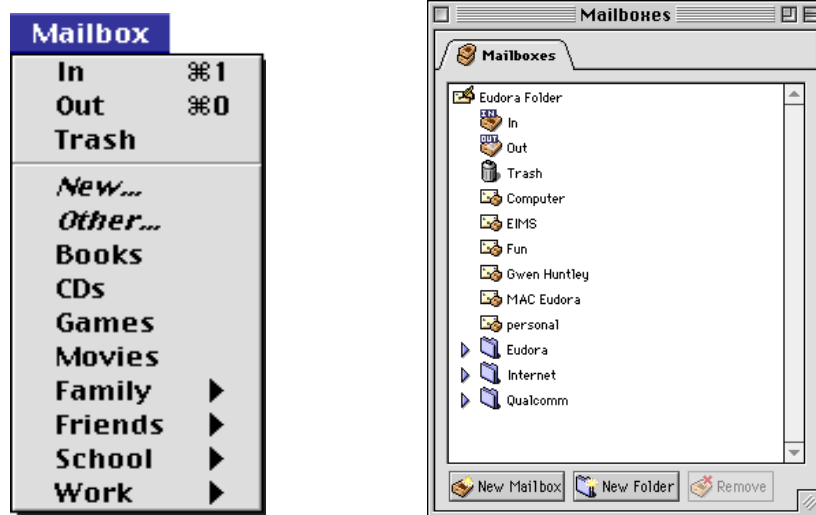 Mailbox
In ⌘1
Out ⌘0
Trash
New...
Other...
Books
CDs
Games
Movies
Family
Friends
School
Work
Mailboxes
Mailboxes
Eudora Folder
IN
In
OUT
Out
Trash
Computer
EIMS
Fun
Gwen Huntley
MAC Eudora
personal
Eudora
Internet
Qualcomm
New Mailbox New Folder Remove